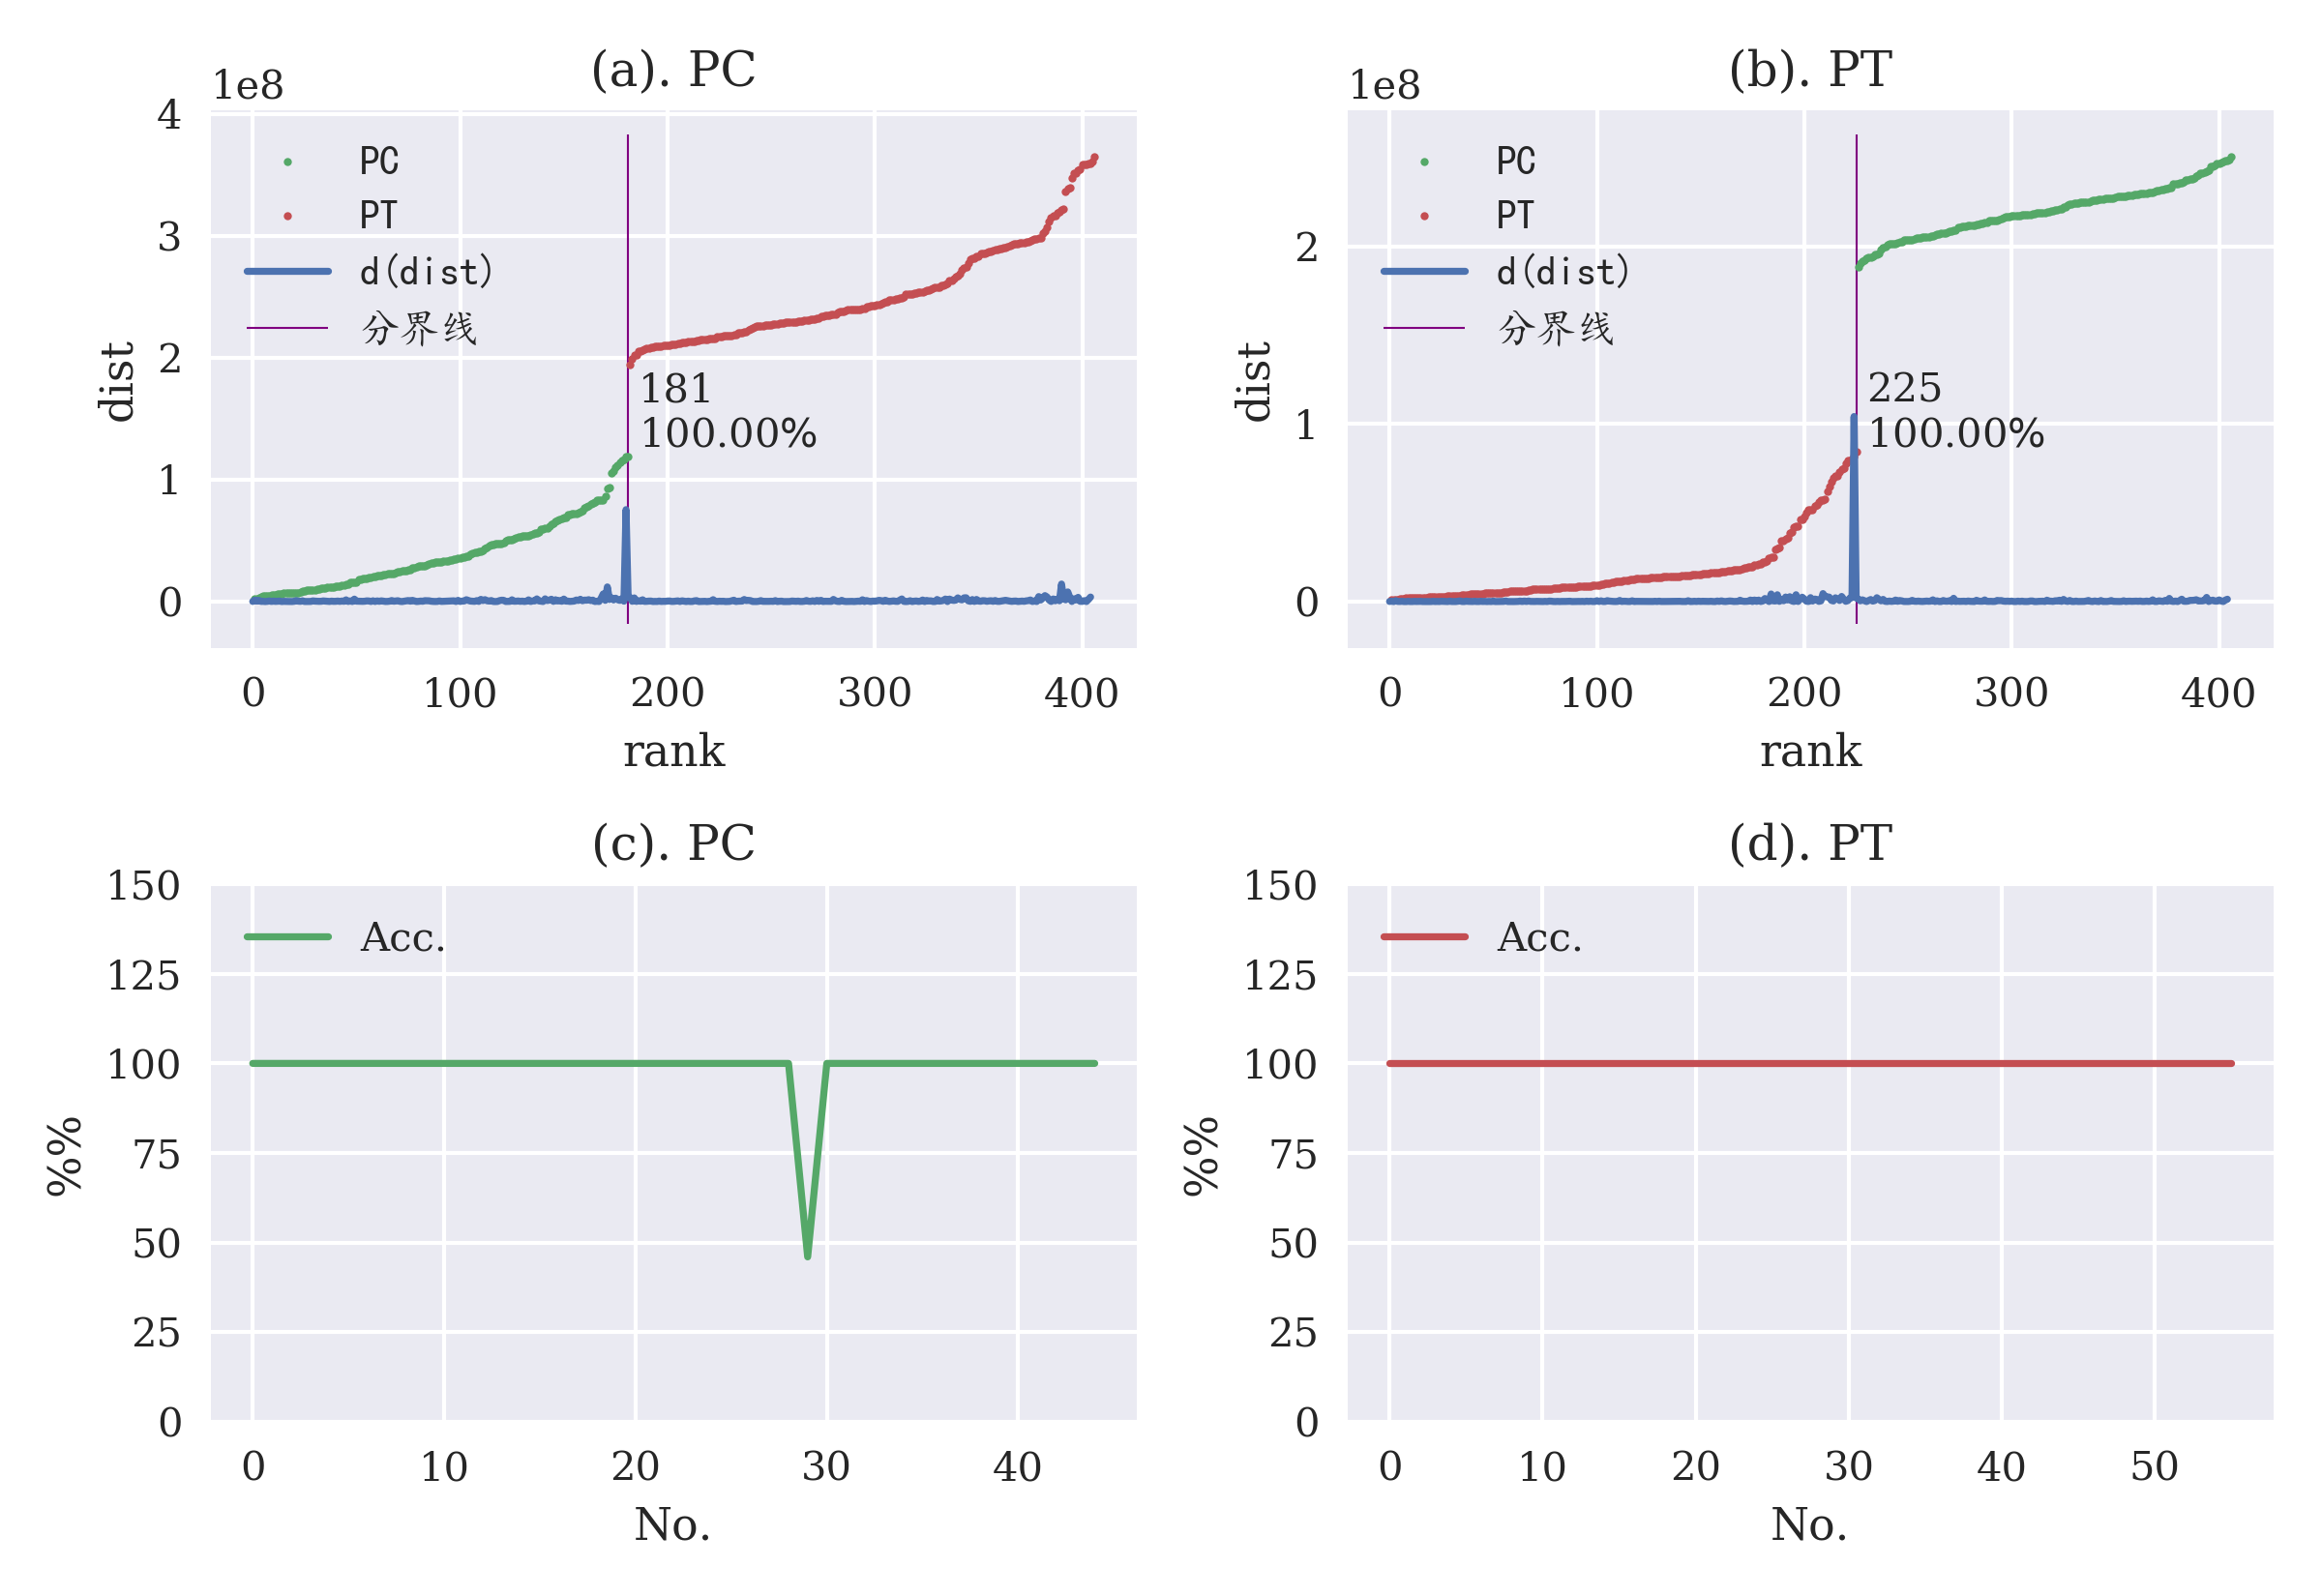 (a). PC
1e8
4
3
2
1
0
dist
PC
PT
d(dist)
分界线
181
100.00%
0 100 200 300 400
rank
(b). PT
1e8
2
1
0
dist
PC
PT
d(dist)
分界线
225
100.00%
0 100 200 300 400
rank
(c). PC
150
125
100
75
50
25
0
%%
Acc.
0 10 20 30 40
No.
(d). PT
150
125
100
75
50
25
0
%%
Acc.
0 10 20 30 40 50
No.